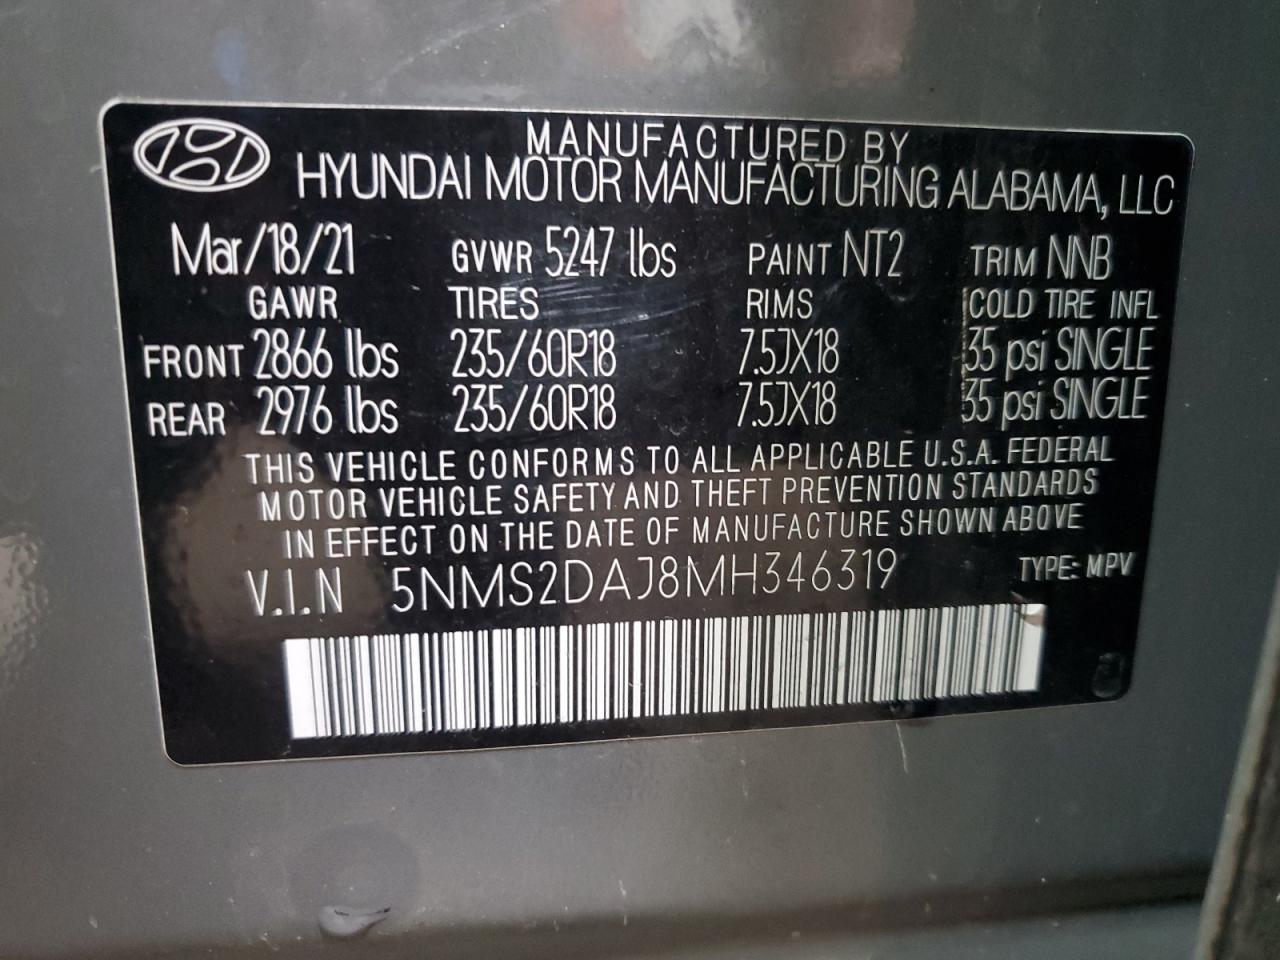 MANUFACTURED BY
HYUNDAI MOTOR MANUFACTURING ALABAMA, LLC
Mar/18/21 GVWR 5247 lbs PAINT NT2 TRIM NNB
GAWR TIRES RIMS COLD TIRE INFL
FRONT 2866 lbs 235/60R18 7.5JX18 35 psi SINGLE
REAR 2976 lbs 235/60R18 7.5JX18 35 psi SINGLE
THIS VEHICLE CONFORMS TO ALL APPLICABLE U.S.A. FEDERAL
MOTOR VEHICLE SAFETY AND THEFT PREVENTION STANDARDS
IN EFFECT ON THE DATE OF MANUFACTURE SHOWN ABOVE
V.I.N 5NMS2DAJ8MH346319 TYPE: MPV